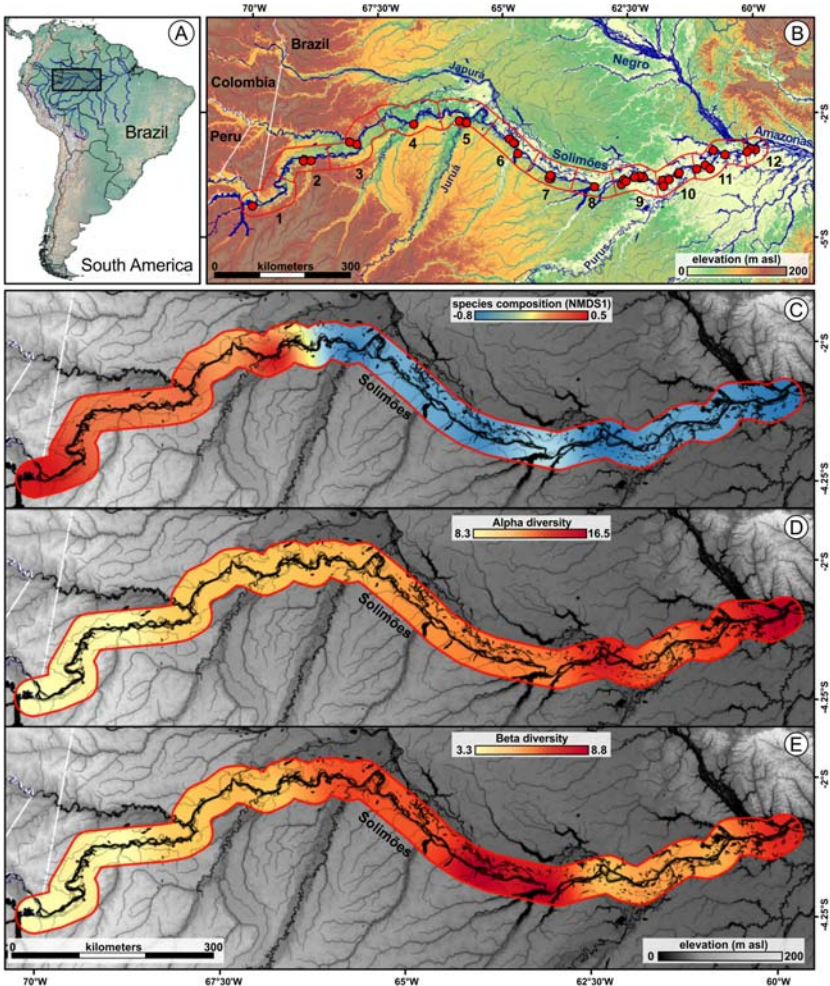 A
Brazil
South America
70°W
67°30'W
65°W
62°30'W
60°W
B
Brazil
Colombia
Peru
Japurá
Negro
Amazonas
Solimões
Juruá
Purus
1
2
3
4
5
6
7
8
9
10
11
12
-2°S
-5°S
0 kilometers 300
elevation (m asl)
0 200
C
species composition (NMDS1)
-0.8 0.5
Solimões
-2°S
-4.25°S
D
Alpha diversity
8.3 16.5
Solimões
-2°S
-4.25°S
E
Beta diversity
3.3 8.8
Solimões
-2°S
-4.25°S
0 kilometers 300
elevation (m asl)
0 200
70°W
67°30'W
65°W
62°30'W
60°W